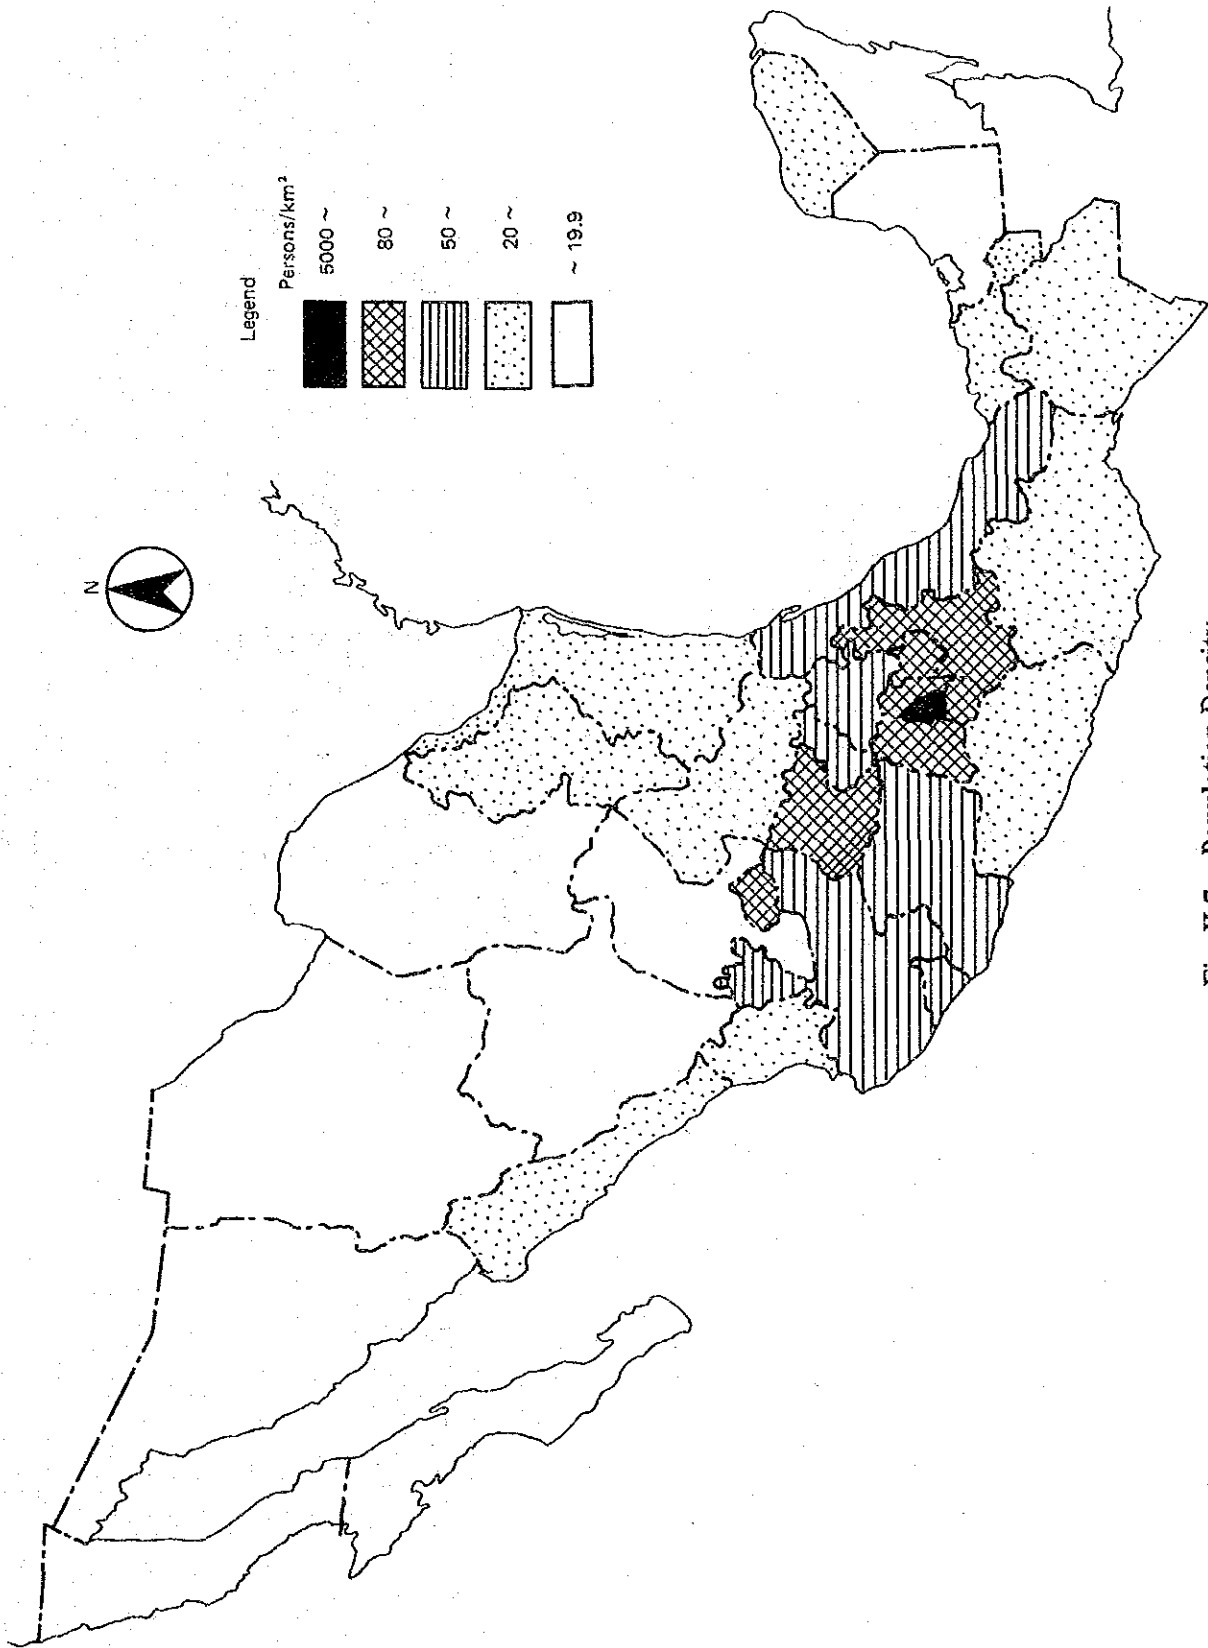 N
Legend
Persons/km²
5000 ~
80 ~
50 ~
20 ~
~ 19.9
Population Density